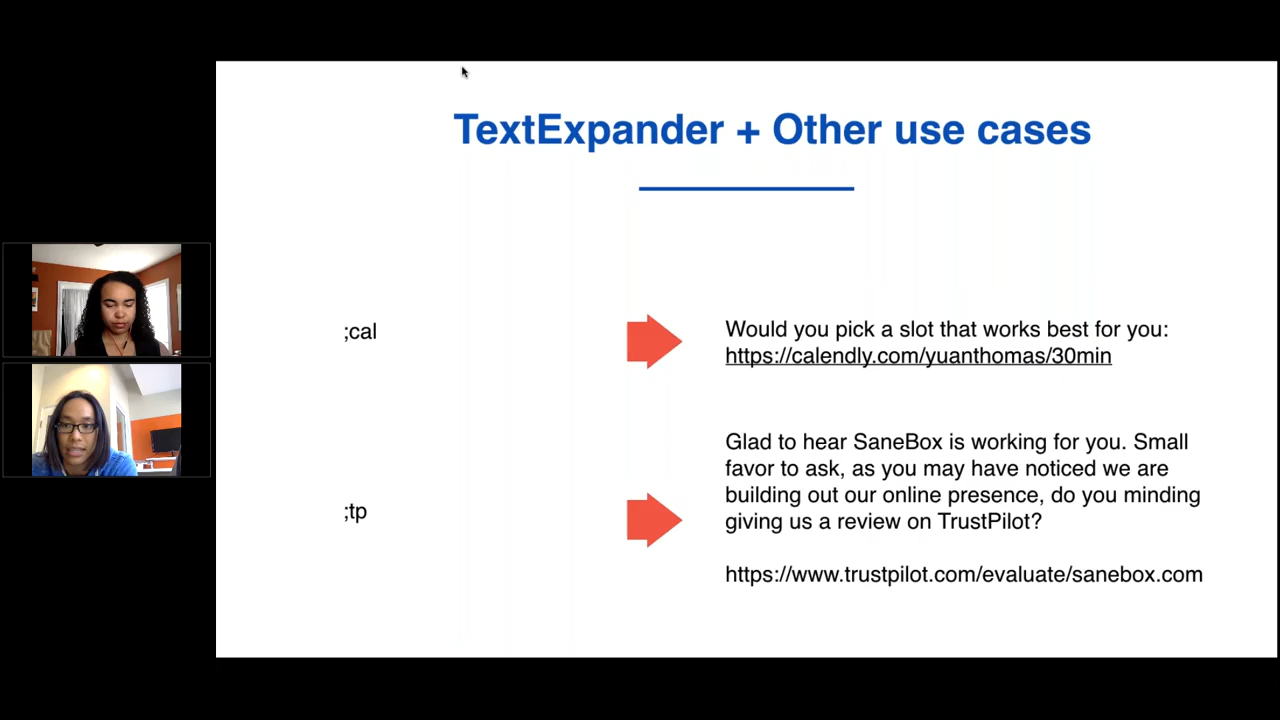 TextExpander + Other use cases
;cal
Would you pick a slot that works best for you:
https://calendly.com/yuanthomas/30min
Glad to hear SaneBox is working for you. Small
favor to ask, as you may have noticed we are
building out our online presence, do you minding
giving us a review on TrustPilot?
;tp
https://www.trustpilot.com/evaluate/sanebox.com